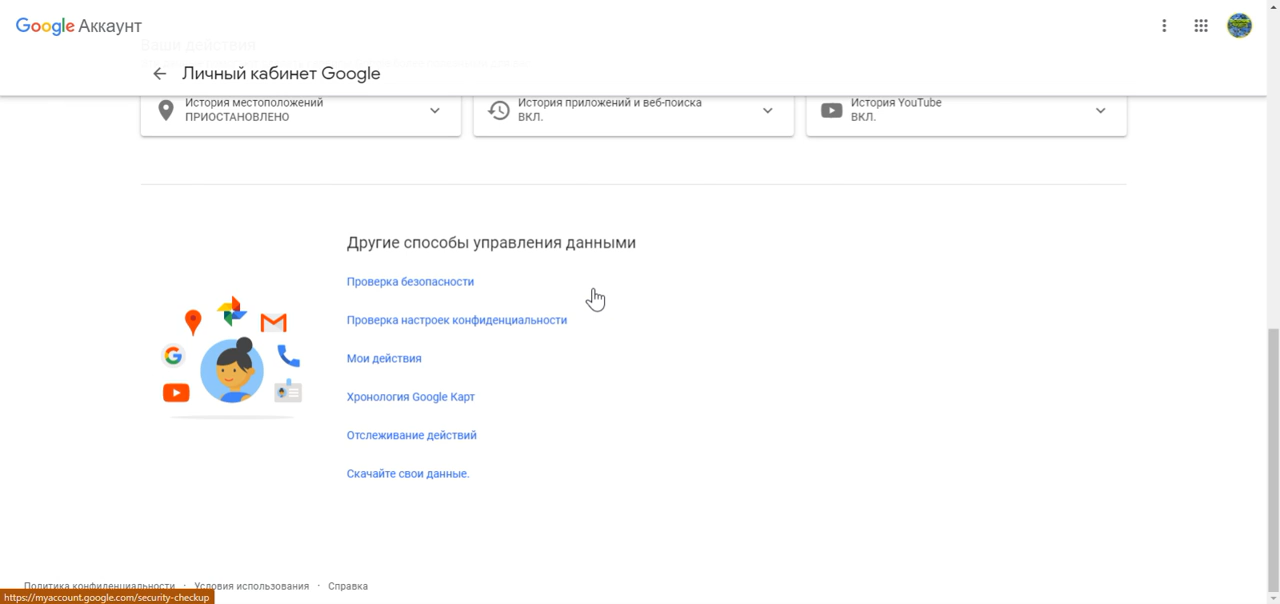 Google Аккаунт
Ваши действия
Личный кабинет Google
История местоположений
ПРИОСТАНОВЛЕНО
История приложений и веб-поиска
ВКЛ.
История YouTube
ВКЛ.
Другие способы управления данными
Проверка безопасности
Проверка настроек конфиденциальности
Мои действия
Хронология Google Карт
Отслеживание действий
Скачайте свои данные.
Политика конфиденциальности · Условия использования · Справка
https://myaccount.google.com/security-checkup